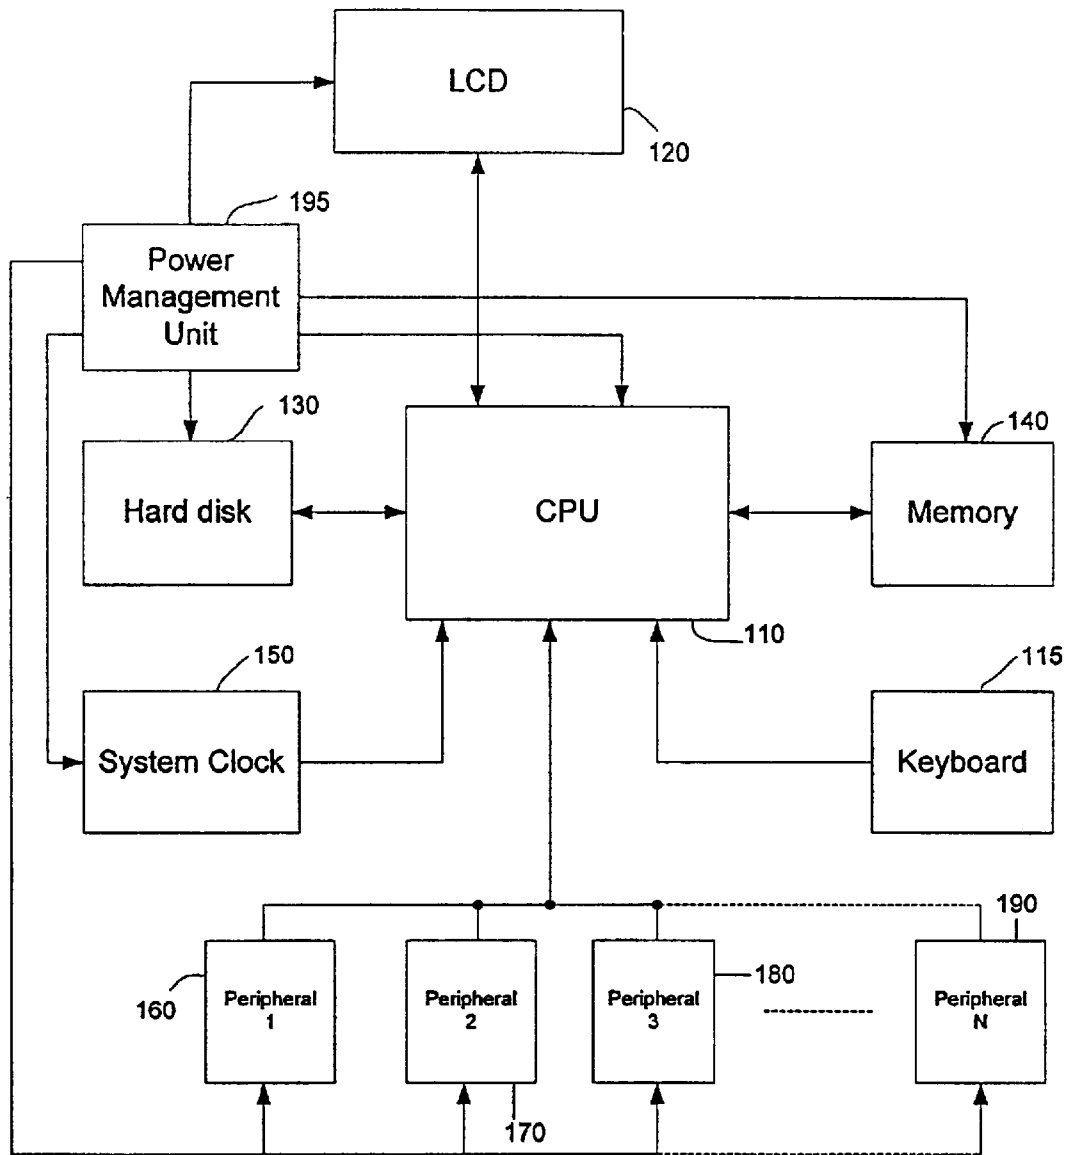 LCD
120
195
Power
Management
Unit
130
140
Hard disk
CPU
Memory
110
150
115
System Clock
Keyboard
190
160
Peripheral
1
Peripheral
2
Peripheral
3
180
Peripheral
N
170